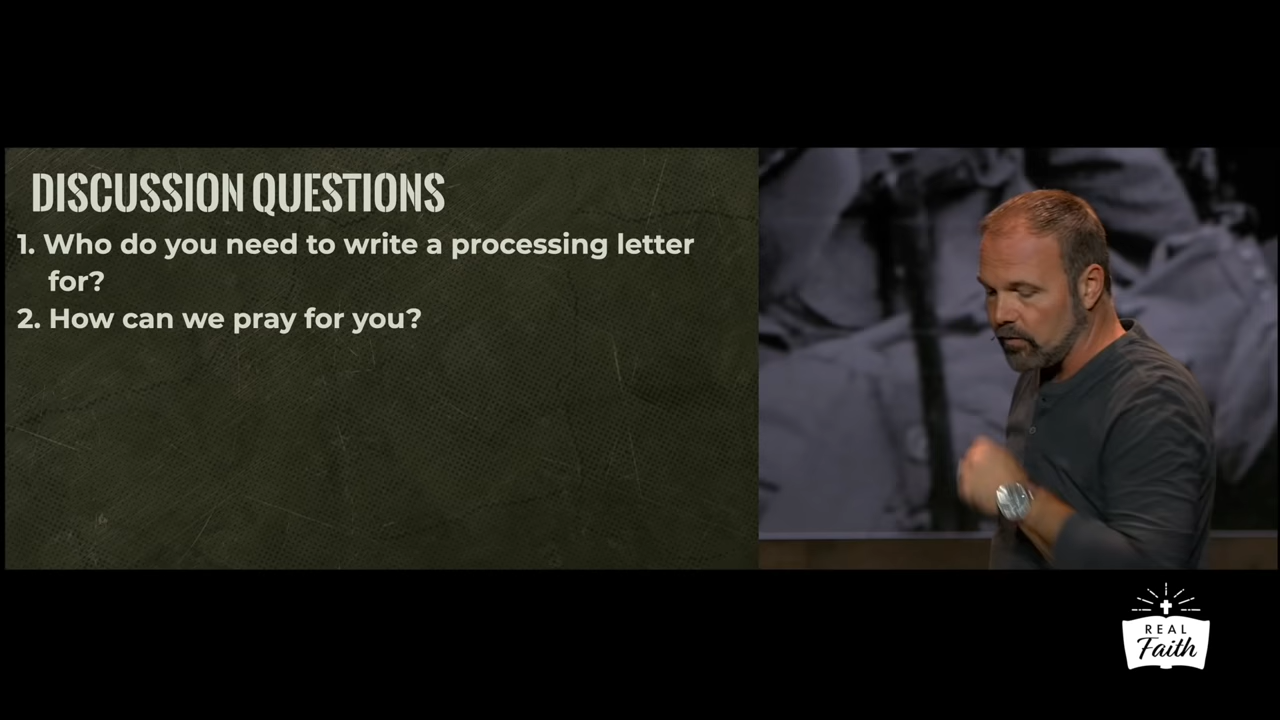 DISCUSSION QUESTIONS
1. Who do you need to write a processing letter
for?
2. How can we pray for you?
REAL
Faith